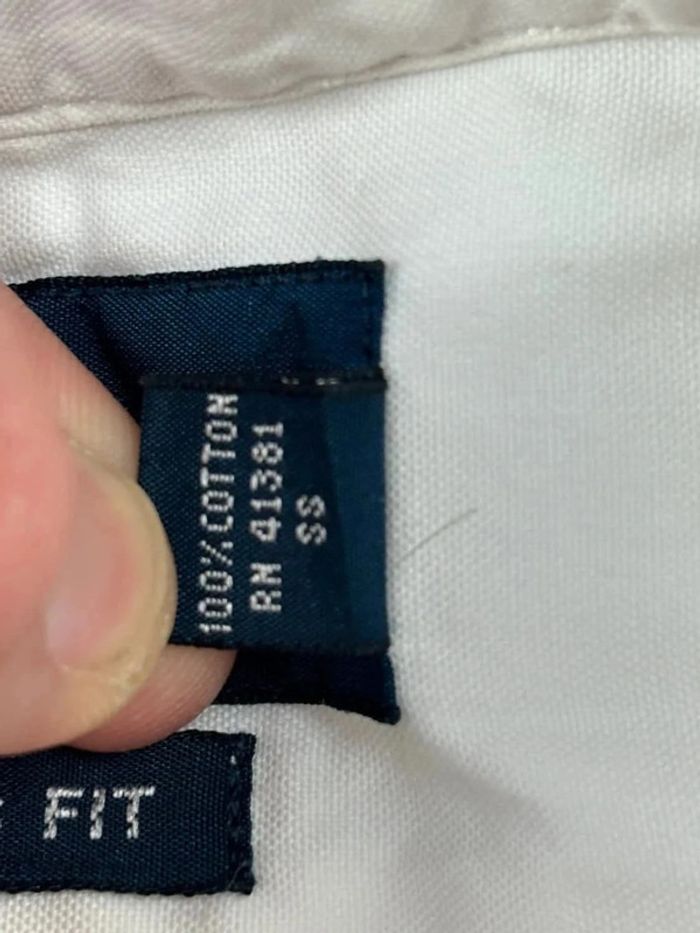 100% COTTON
RN 41381
SS
FIT